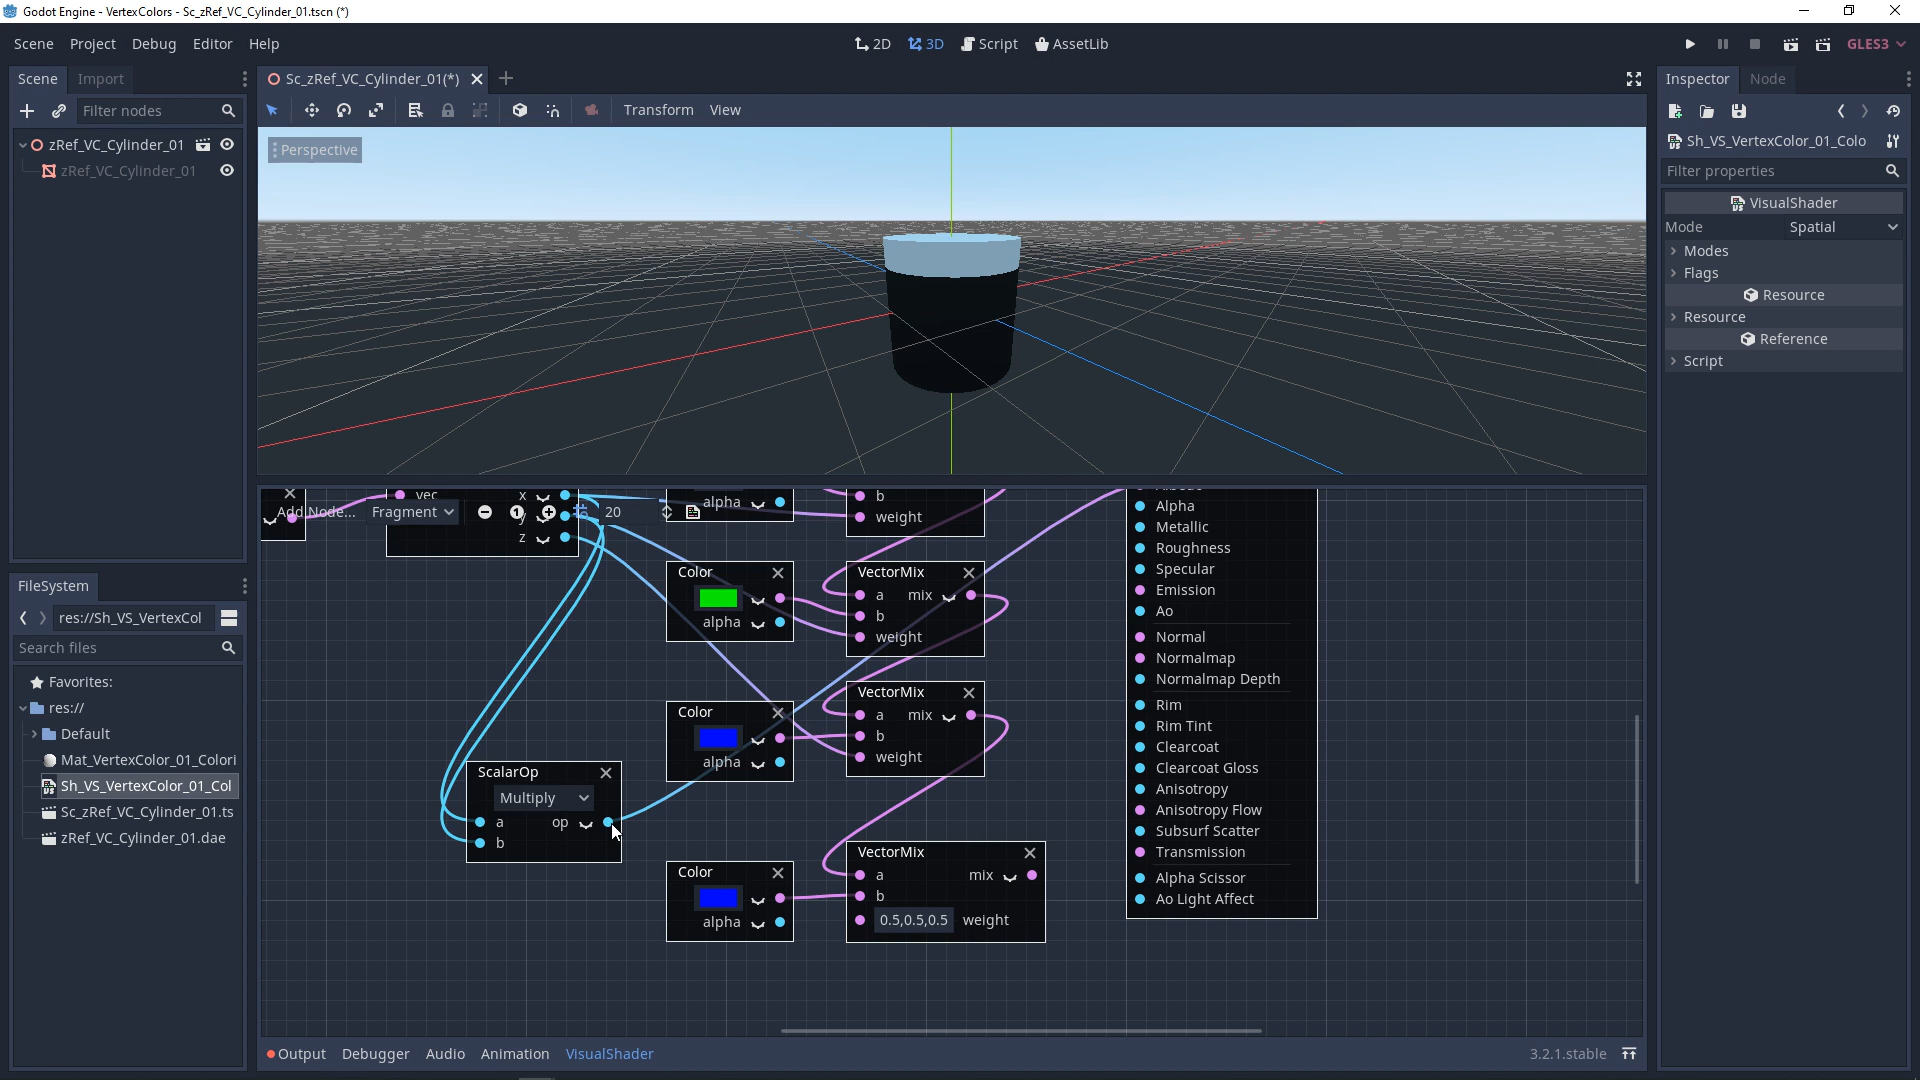 Godot Engine - VertexColors - Sc_zRef_VC_Cylinder_01.tscn (*)
Scene Project Debug Editor Help
2D 3D Script AssetLib
GLES3
Scene Import
Sc_zRef_VC_Cylinder_01(*)
Inspector Node
Filter nodes
Transform View
zRef_VC_Cylinder_01
zRef_VC_Cylinder_01
Perspective
Sh_VS_VertexColor_01_Colo
Filter properties
VisualShader
Mode Spatial
Modes
Flags
Resource
Resource
Reference
Script
FileSystem
res://Sh_VS_VertexCol
Search files
Favorites:
res://
Default
Mat_VertexColor_01_Colori
Sh_VS_VertexColor_01_Col
Sc_zRef_VC_Cylinder_01.ts
zRef_VC_Cylinder_01.dae
Add Node... Fragment 1 20
vec x
y
z
alpha
b
weight
Color
alpha
VectorMix
a mix
b
weight
Color
alpha
VectorMix
a mix
b
weight
ScalarOp
Multiply
a op
b
Color
alpha
VectorMix
a mix
b
0.5,0.5,0.5 weight
Alpha
Metallic
Roughness
Specular
Emission
Ao
Normal
Normalmap
Normalmap Depth
Rim
Rim Tint
Clearcoat
Clearcoat Gloss
Anisotropy
Anisotropy Flow
Subsurf Scatter
Transmission
Alpha Scissor
Ao Light Affect
Output Debugger Audio Animation VisualShader
3.2.1.stable